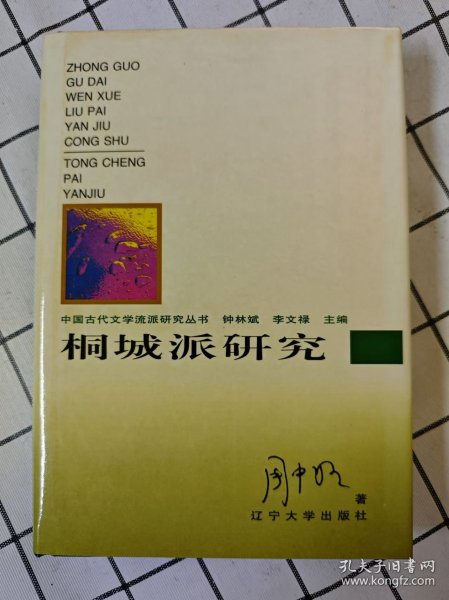 ZHONG GUO
GU DAI
WEN XUE
LIU PAI
YAN JIU
CONG SHU
TONG CHENG
PAI
YANJIU
中国古代文学流派研究丛书 钟林斌 李文禄 主编
桐城派研究
周中明 著
辽宁大学出版社
孔夫子旧书网
www.kongfz.com